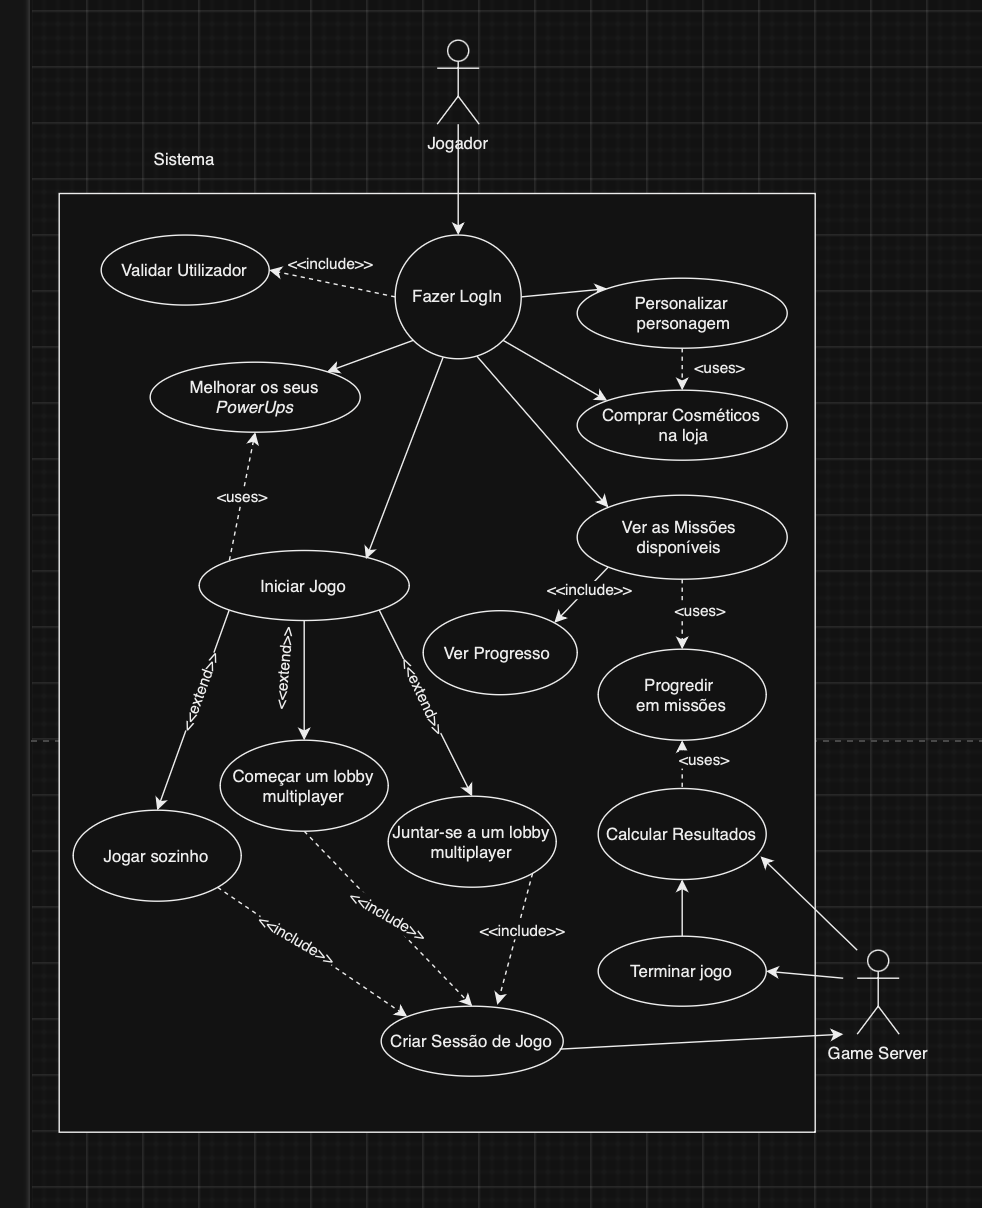 Jogador
Sistema
<<include>>
Validar Utilizador
Fazer LogIn
Personalizar
personagem
<uses>
Melhorar os seus
PowerUps
Comprar Cosméticos
na loja
<uses>
Ver as Missões
disponíveis
Iniciar Jogo
<<include>>
<uses>
Ver Progresso
<<extend>>
<<extend>>
<<extend>>
Progredir
em missões
<uses>
Começar um lobby
multiplayer
Juntar-se a um lobby
multiplayer
Calcular Resultados
Jogar sozinho
<<include>>
<<include>>
<<include>>
Terminar jogo
Criar Sessão de Jogo
Game Server